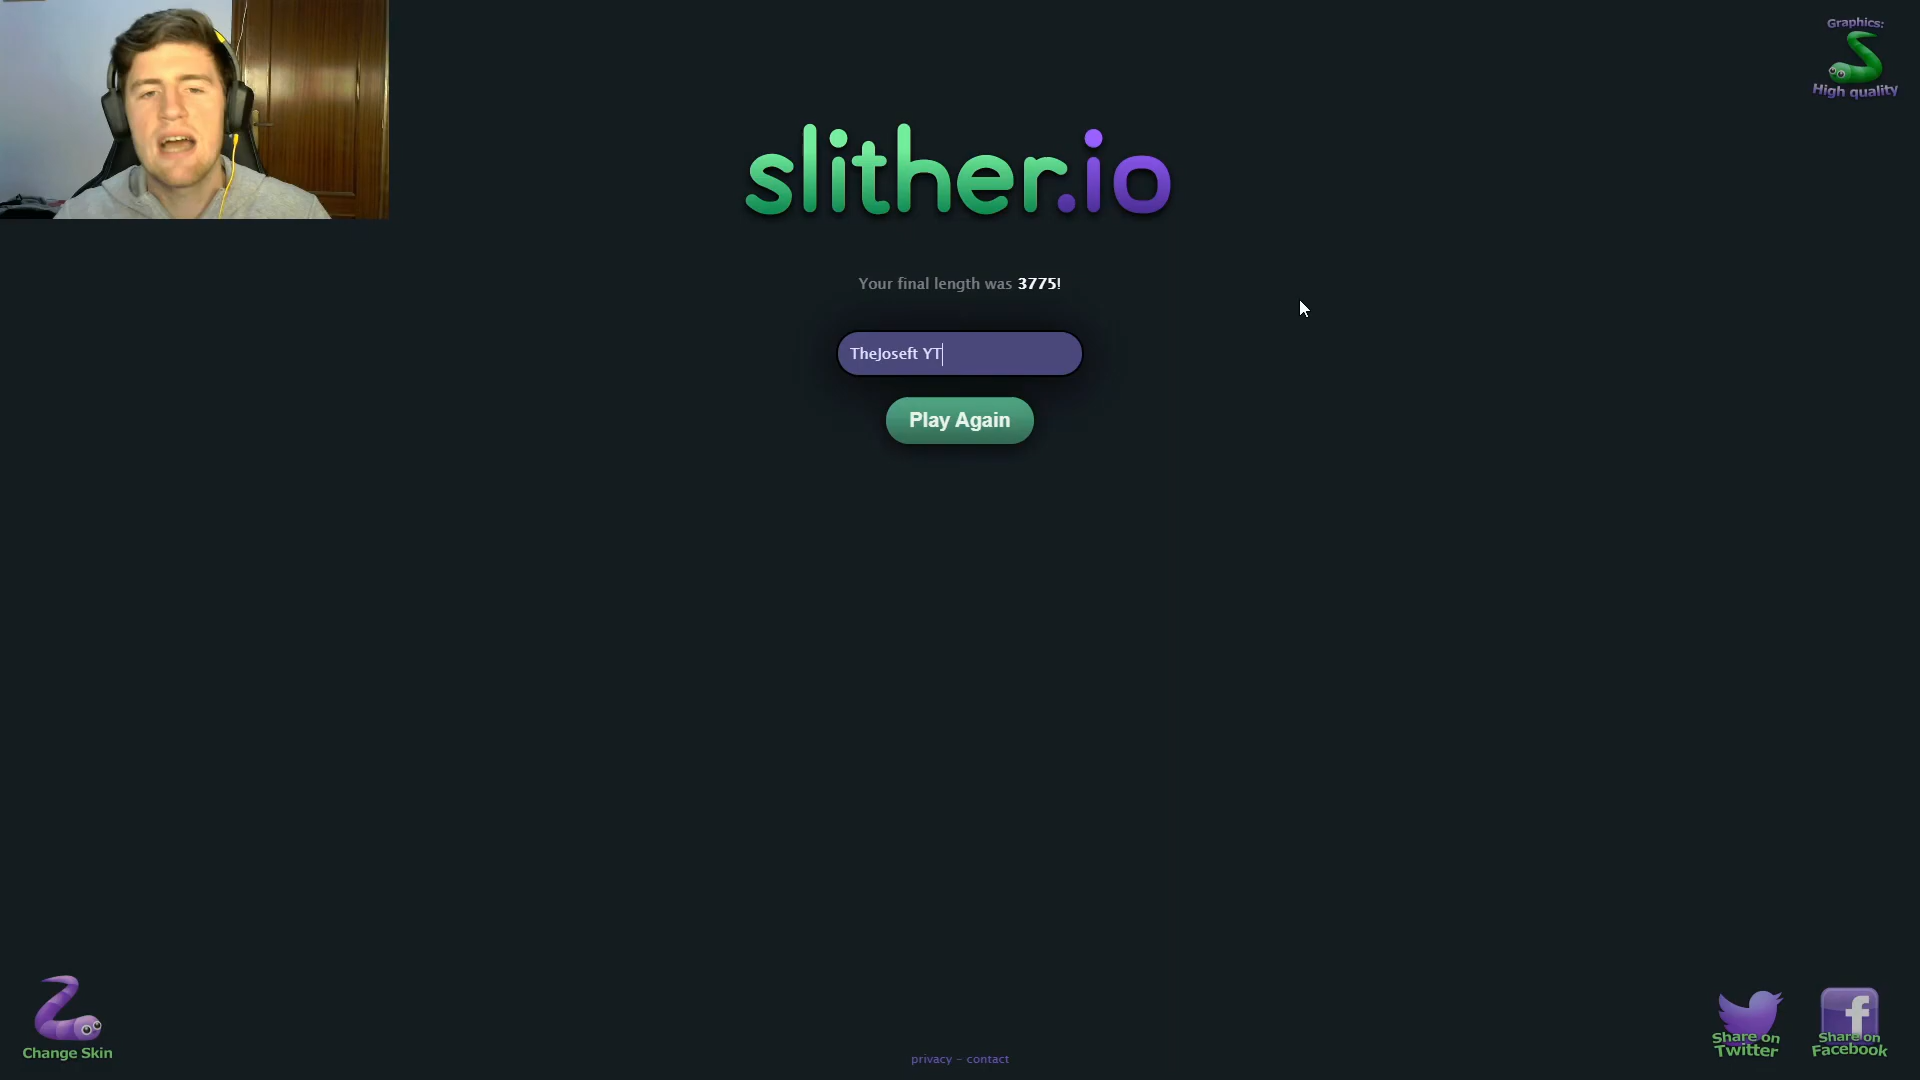 Graphics:
High quality
slither.io
Your final length was 3775!
TheJoseft YT
Play Again
Change Skin
privacy - contact
Share on
Twitter
f
Share on
Facebook